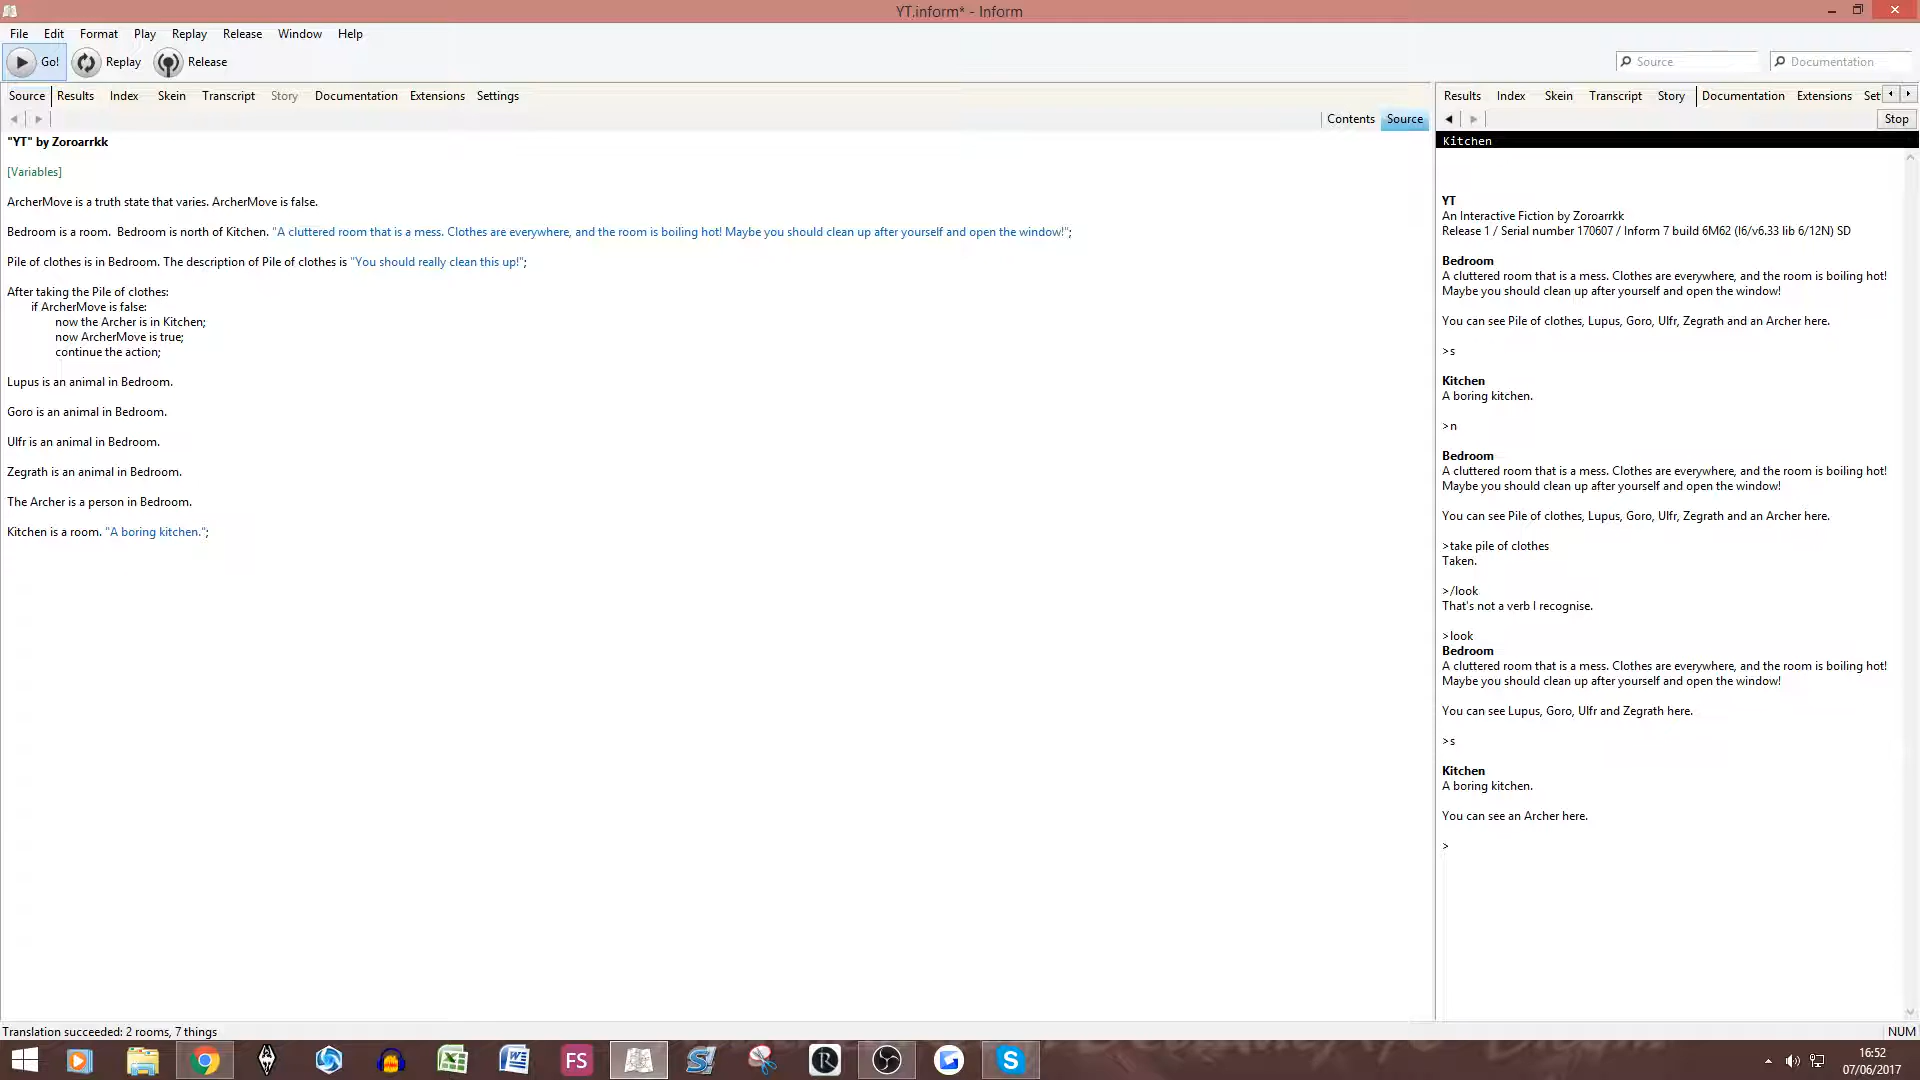 YT.inform* - Inform
File Edit Format Play Replay Release Window Help
Go! Replay Release
Source Documentation
Source Results Index Skein Transcript Story Documentation Extensions Settings
Contents Source
"YT" by Zoroarrkk
[Variables]
ArcherMove is a truth state that varies. ArcherMove is false.
Bedroom is a room.  Bedroom is north of Kitchen. "A cluttered room that is a mess. Clothes are everywhere, and the room is boiling hot! Maybe you should clean up after yourself and open the window!";
Pile of clothes is in Bedroom. The description of Pile of clothes is "You should really clean this up!";
After taking the Pile of clothes:
if ArcherMove is false:
now the Archer is in Kitchen;
now ArcherMove is true;
continue the action;
Lupus is an animal in Bedroom.
Goro is an animal in Bedroom.
Ulfr is an animal in Bedroom.
Zegrath is an animal in Bedroom.
The Archer is a person in Bedroom.
Kitchen is a room. "A boring kitchen.";
Results Index Skein Transcript Story Documentation Extensions Set
Stop
Kitchen
YT
An Interactive Fiction by Zoroarrkk
Release 1 / Serial number 170607 / Inform 7 build 6M62 (I6/v6.33 lib 6/12N) SD
Bedroom
A cluttered room that is a mess. Clothes are everywhere, and the room is boiling hot!
Maybe you should clean up after yourself and open the window!
You can see Pile of clothes, Lupus, Goro, Ulfr, Zegrath and an Archer here.
>s
Kitchen
A boring kitchen.
>n
Bedroom
A cluttered room that is a mess. Clothes are everywhere, and the room is boiling hot!
Maybe you should clean up after yourself and open the window!
You can see Pile of clothes, Lupus, Goro, Ulfr, Zegrath and an Archer here.
>take pile of clothes
Taken.
>/look
That's not a verb I recognise.
>look
Bedroom
A cluttered room that is a mess. Clothes are everywhere, and the room is boiling hot!
Maybe you should clean up after yourself and open the window!
You can see Lupus, Goro, Ulfr and Zegrath here.
>s
Kitchen
A boring kitchen.
You can see an Archer here.
>
Translation succeeded: 2 rooms, 7 things
NUM
FS
16:52
07/06/2017